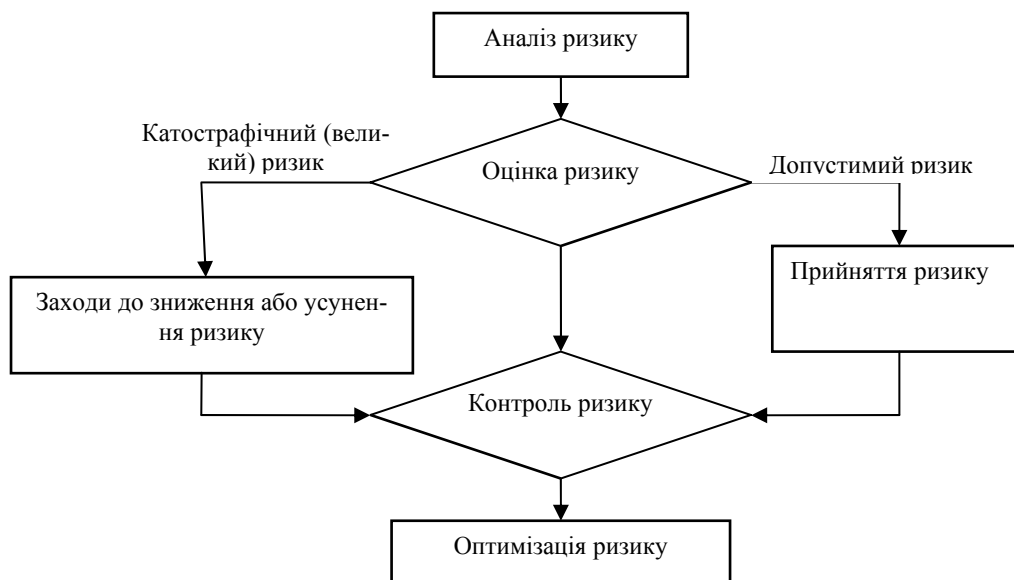 Аналіз ризику
Катострафічний (вели-
кий) ризик
Оцінка ризику
Допустимий ризик
Заходи до зниження або усунен-
ня ризику
Прийняття ризику
Контроль ризику
Оптимізація ризику